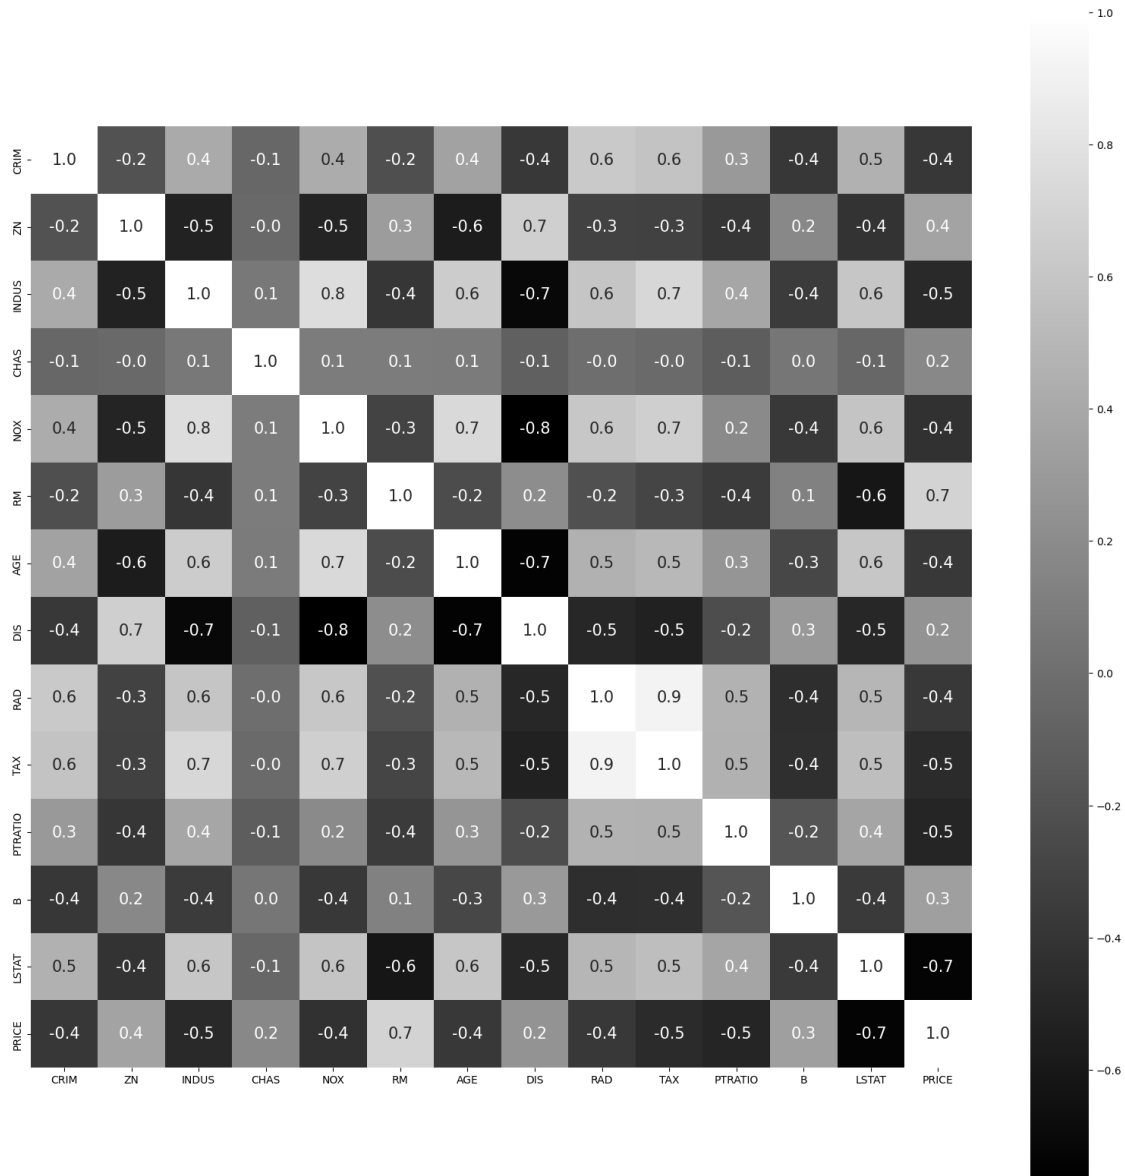 1.0
CRIM 1.0 -0.2 0.4 -0.1 0.4 -0.2 0.4 -0.4 0.6 0.6 0.3 -0.4 0.5 -0.4
0.8
ZN -0.2 1.0 -0.5 -0.0 -0.5 0.3 -0.6 0.7 -0.3 -0.3 -0.4 0.2 -0.4 0.4
0.6
INDUS 0.4 -0.5 1.0 0.1 0.8 -0.4 0.6 -0.7 0.6 0.7 0.4 -0.4 0.6 -0.5
CHAS -0.1 -0.0 0.1 1.0 0.1 0.1 0.1 -0.1 -0.0 -0.0 -0.1 0.0 -0.1 0.2
0.4
NOX 0.4 -0.5 0.8 0.1 1.0 -0.3 0.7 -0.8 0.6 0.7 0.2 -0.4 0.6 -0.4
RM -0.2 0.3 -0.4 0.1 -0.3 1.0 -0.2 0.2 -0.2 -0.3 -0.4 0.1 -0.6 0.7
0.2
AGE 0.4 -0.6 0.6 0.1 0.7 -0.2 1.0 -0.7 0.5 0.5 0.3 -0.3 0.6 -0.4
DIS -0.4 0.7 -0.7 -0.1 -0.8 0.2 -0.7 1.0 -0.5 -0.5 -0.2 0.3 -0.5 0.2
0.0
RAD 0.6 -0.3 0.6 -0.0 0.6 -0.2 0.5 -0.5 1.0 0.9 0.5 -0.4 0.5 -0.4
TAX 0.6 -0.3 0.7 -0.0 0.7 -0.3 0.5 -0.5 0.9 1.0 0.5 -0.4 0.5 -0.5
−0.2
PTRATIO 0.3 -0.4 0.4 -0.1 0.2 -0.4 0.3 -0.2 0.5 0.5 1.0 -0.2 0.4 -0.5
B -0.4 0.2 -0.4 0.0 -0.4 0.1 -0.3 0.3 -0.4 -0.4 -0.2 1.0 -0.4 0.3
−0.4
LSTAT 0.5 -0.4 0.6 -0.1 0.6 -0.6 0.6 -0.5 0.5 0.5 0.4 -0.4 1.0 -0.7
PRICE -0.4 0.4 -0.5 0.2 -0.4 0.7 -0.4 0.2 -0.4 -0.5 -0.5 0.3 -0.7 1.0
−0.6
CRIM ZN INDUS CHAS NOX RM AGE DIS RAD TAX PTRATIO B LSTAT PRICE